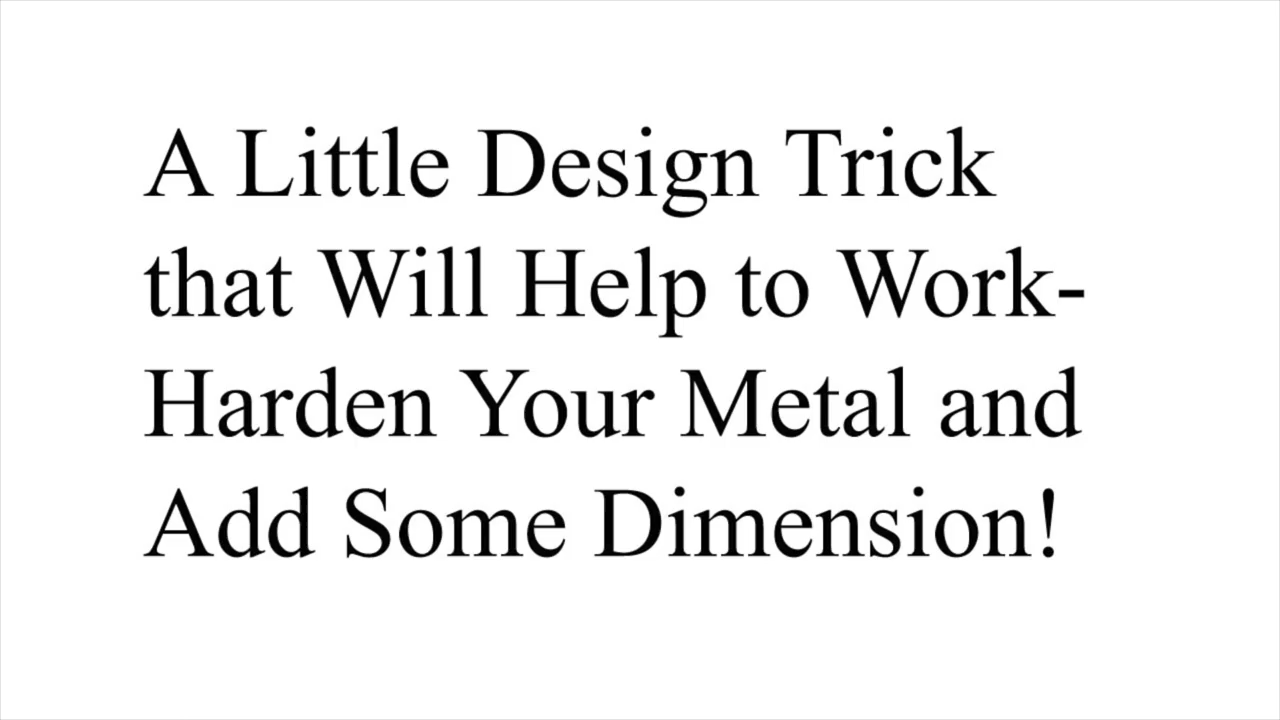 A Little Design Trick
that Will Help to Work-
Harden Your Metal and
Add Some Dimension!